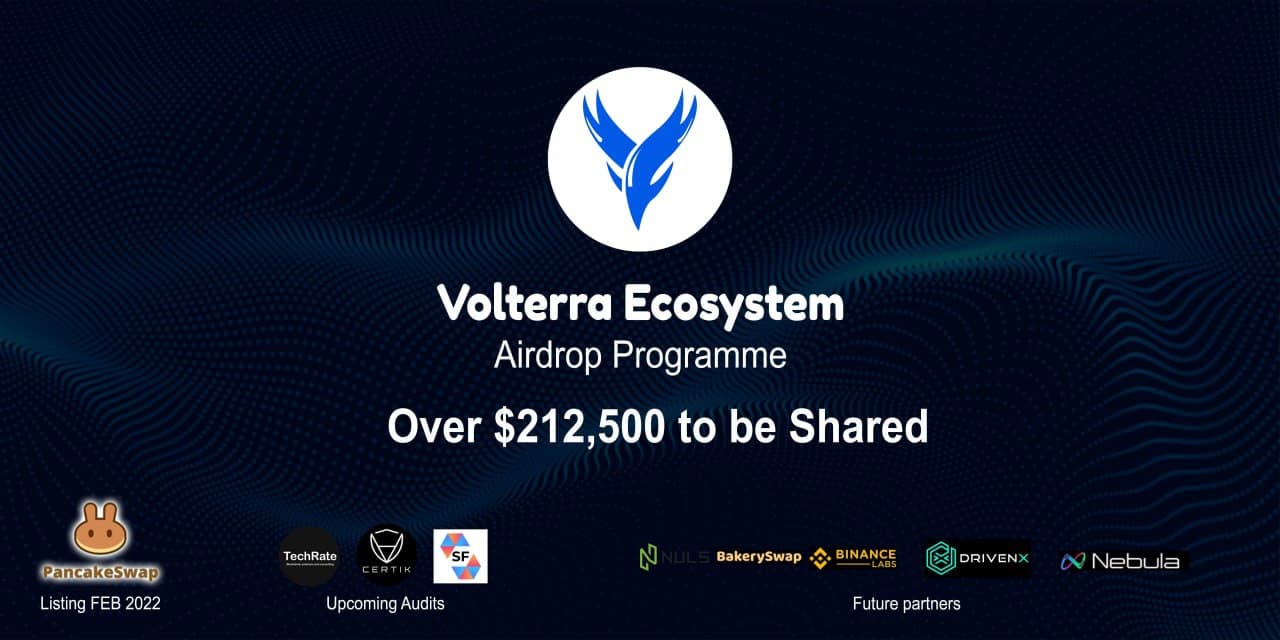 Volterra Ecosystem
Airdrop Programme
Over $212,500 to be Shared
PancakeSwap
Listing FEB 2022
TechRate
CERTIK
SF
Upcoming Audits
NULS
BakerySwap
BINANCE
LABS
DRIVENX
Nebula
Future partners